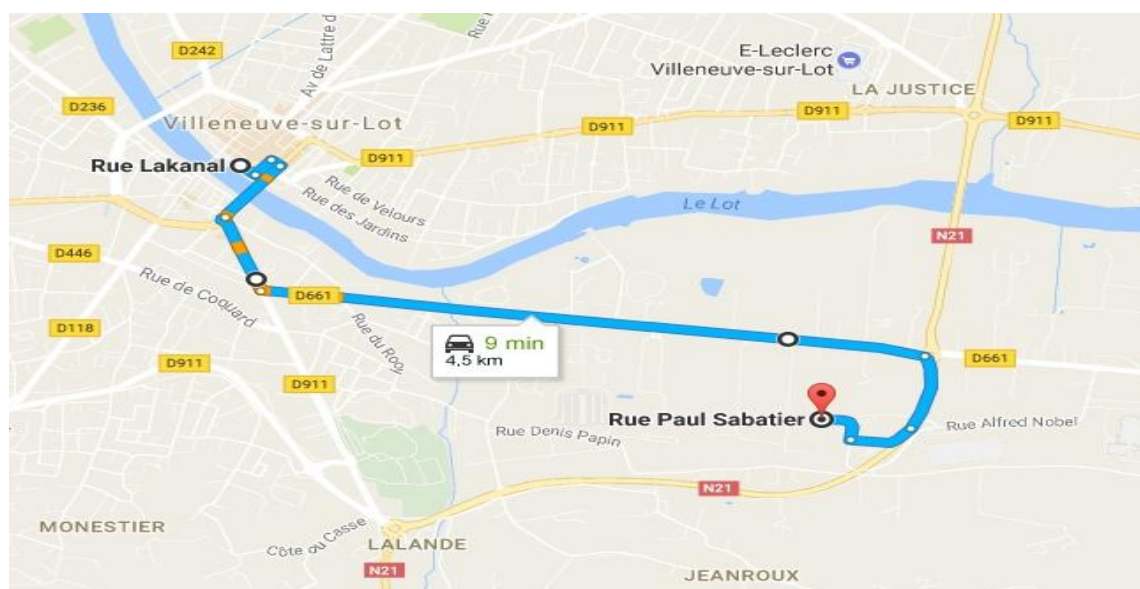 D242
Av de Lattre d
Rue
E-Leclerc
Villeneuve-sur-Lot
LA JUSTICE
D236
Villeneuve-sur-Lot
D911
D911
D911
D911
Rue Lakanal
Rue de Velours
Rue des Jardins
Le Lot
N21
D446
Rue de Coquard
D661
D118
Rue du Rooy
9 min
4,5 km
D661
D911
D911
Rue Paul Sabatier
Rue Denis Papin
Rue Alfred Nobel
N21
MONESTIER
Côte du Casse
LALANDE
N21
JEANROUX